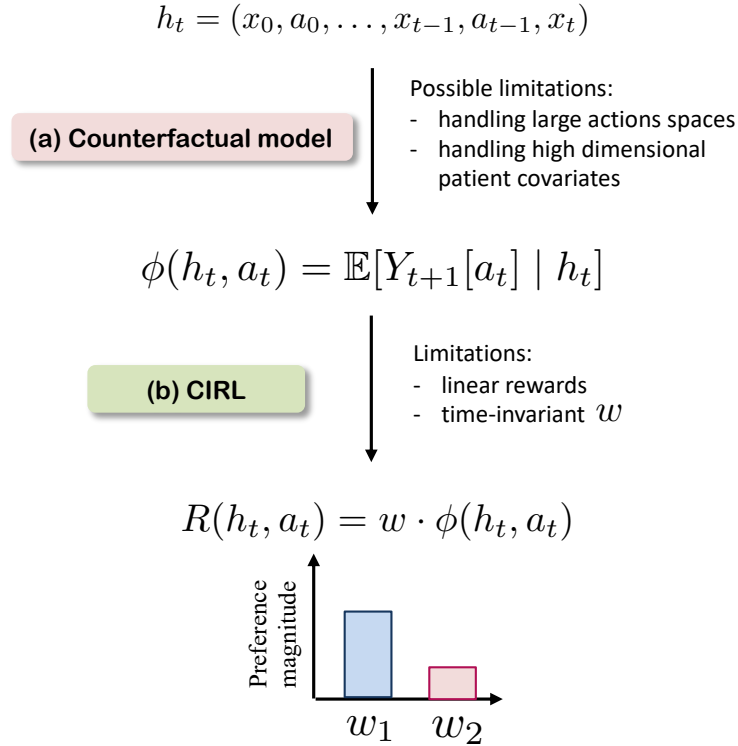 h_t = (x_0, a_0, . . . , x_{t−1}, a_{t−1}, x_t)
Possible limitations:
- handling large actions spaces
- handling high dimensional
patient covariates
(a) Counterfactual model
ϕ(h_t, a_t) = 𝔼[Y_{t+1}[a_t] | h_t]
Limitations:
- linear rewards
- time-invariant w
(b) CIRL
R(h_t, a_t) = w · ϕ(h_t, a_t)
Preference
magnitude
w_1 w_2